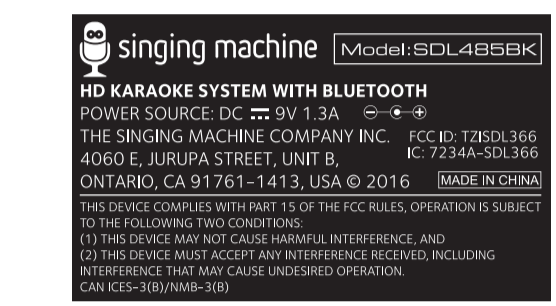 singing machine Model:SDL485BK
HD KARAOKE SYSTEM WITH BLUETOOTH
POWER SOURCE: DC 9V 1.3A
THE SINGING MACHINE COMPANY INC. FCC ID: TZISDL366
4060 E, JURUPA STREET, UNIT B, IC: 7234A-SDL366
ONTARIO, CA 91761-1413, USA © 2016 MADE IN CHINA
THIS DEVICE COMPLIES WITH PART 15 OF THE FCC RULES, OPERATION IS SUBJECT
TO THE FOLLOWING TWO CONDITIONS:
(1) THIS DEVICE MAY NOT CAUSE HARMFUL INTERFERENCE, AND
(2) THIS DEVICE MUST ACCEPT ANY INTERFERENCE RECEIVED, INCLUDING
INTERFERENCE THAT MAY CAUSE UNDESIRED OPERATION.
CAN ICES-3(B)/NMB-3(B)